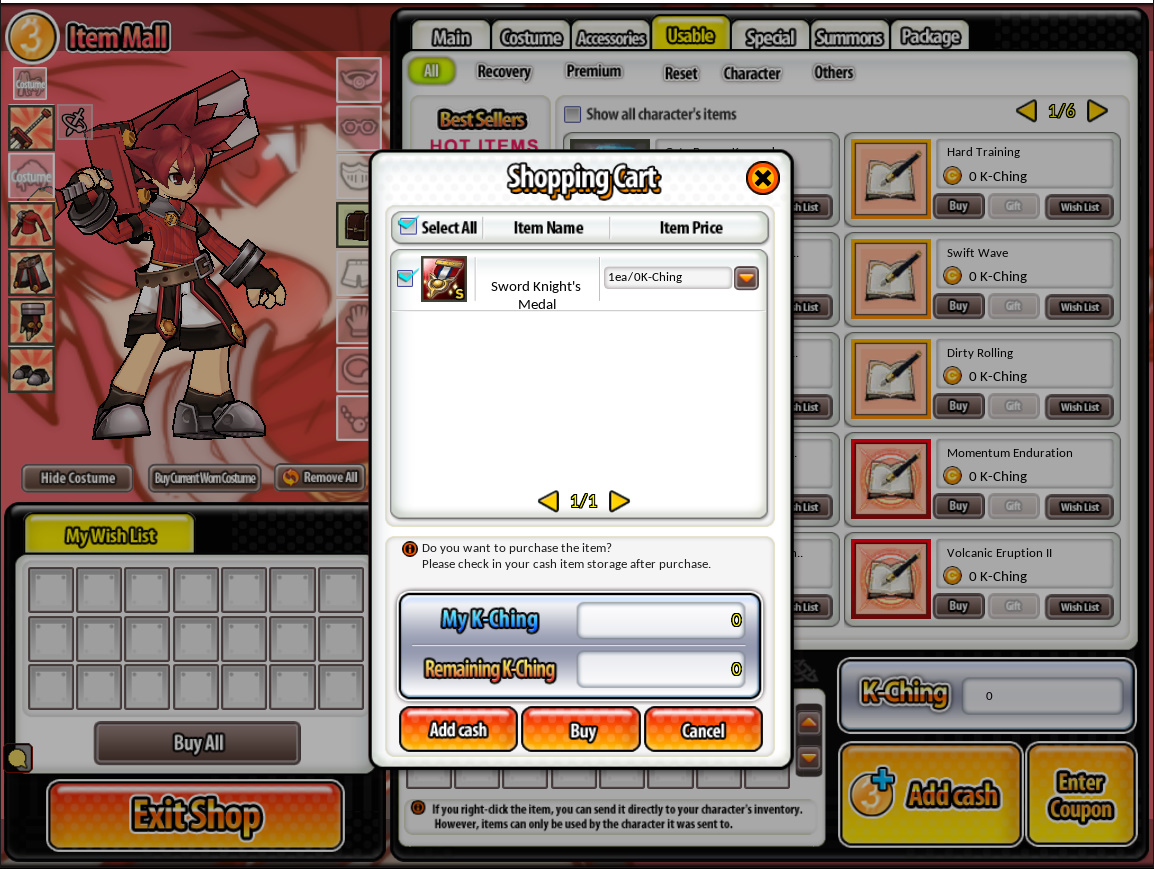 3 Item Mall
Costume
Costume
Hide Costume
Buy Current Worn Costume
Remove All
My Wish List
Buy All
Exit Shop
Main
Costume
Accessories
Usable
Special
Summons
Package
All
Recovery
Premium
Reset
Character
Others
Best Sellers
HOT ITEMS
Show all character's items
1/6
Hard Training
C 0 K-Ching
Buy
Gift
Wish List
Swift Wave
C 0 K-Ching
Buy
Gift
Wish List
Dirty Rolling
C 0 K-Ching
Buy
Gift
Wish List
Momentum Enduration
C 0 K-Ching
Buy
Gift
Wish List
Volcanic Eruption II
C 0 K-Ching
Buy
Gift
Wish List
Shopping Cart
Select All
Item Name
Item Price
S
Sword Knight's
Medal
1ea/0K-Ching
1/1
Do you want to purchase the item?
Please check in your cash item storage after purchase.
My K-Ching
0
Remaining K-Ching
0
Add cash
Buy
Cancel
If you right-click the item, you can send it directly to your character's inventory.
However, items can only be used by the character it was sent to.
K-Ching
0
3 Add cash
Enter
Coupon